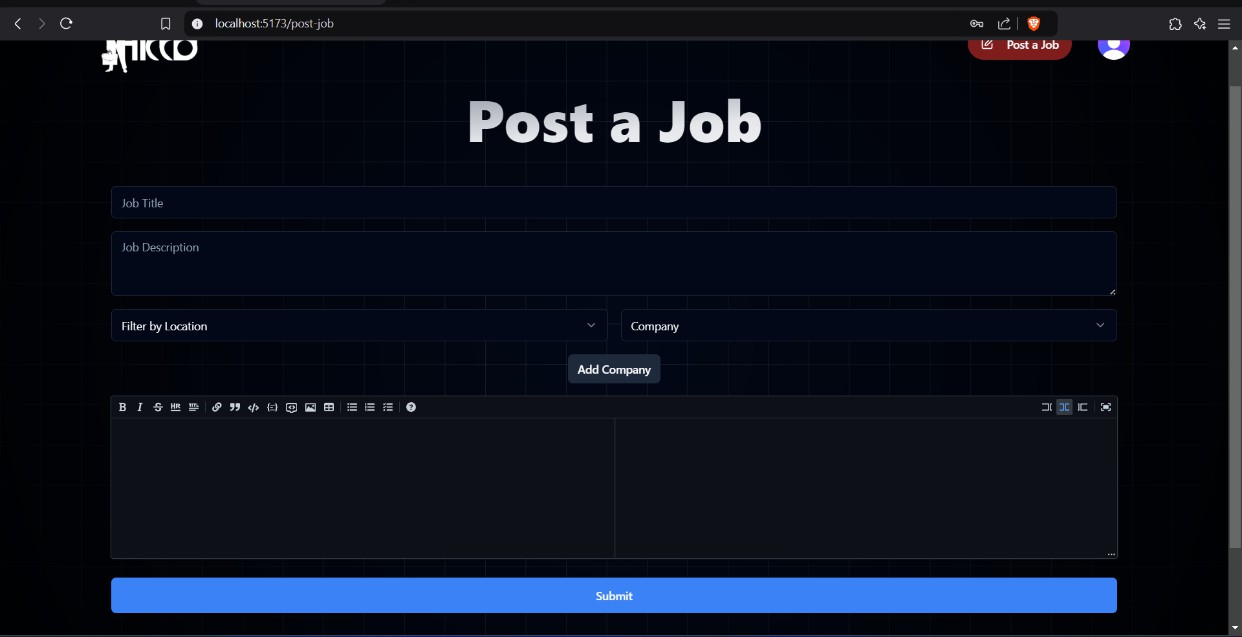 localhost:5173/post-job
Post a Job
Post a Job
Job Title
Job Description
Filter by Location
Company
Add Company
B I S HR
Submit